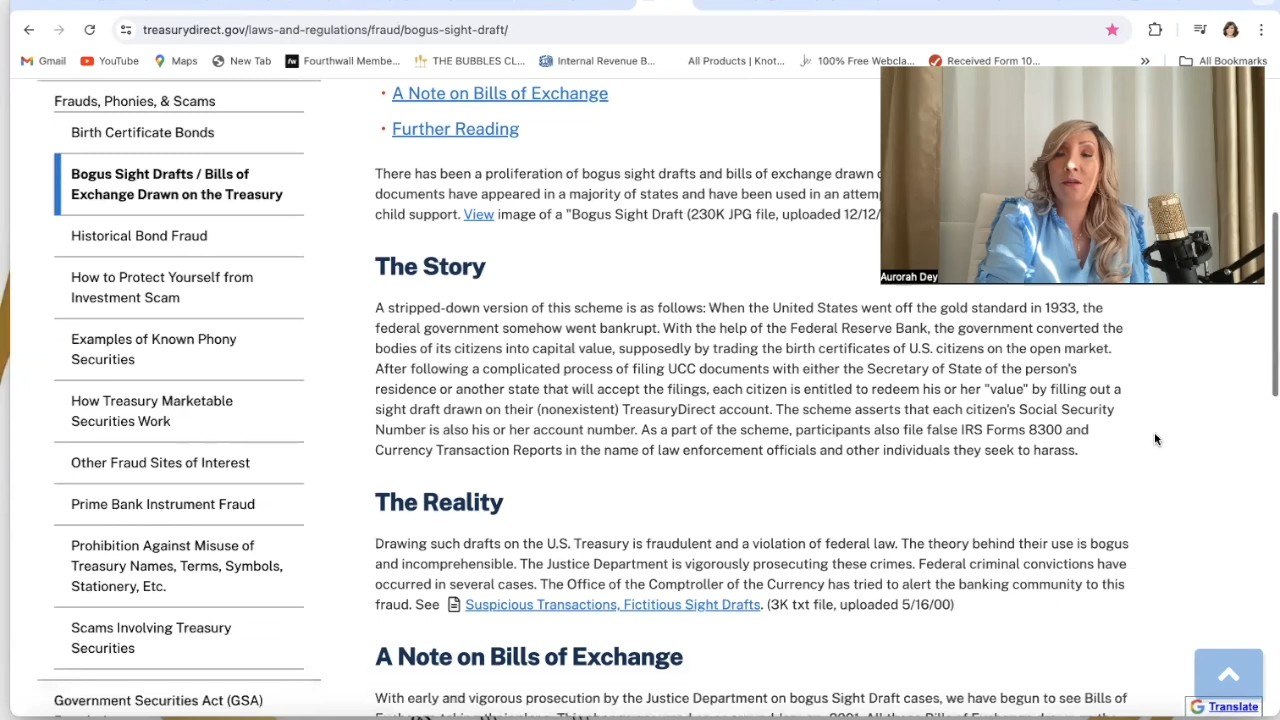 treasurydirect.gov/laws-and-regulations/fraud/bogus-sight-draft/
Gmail YouTube Maps New Tab Fourthwall Membe... THE BUBBLES CL... Internal Revenue B... All Products | Knot... 100% Free Webcla... Received Form 10... » All Bookmarks
Frauds, Phonies, & Scams
Birth Certificate Bonds
Bogus Sight Drafts / Bills of
Exchange Drawn on the Treasury
Historical Bond Fraud
How to Protect Yourself from
Investment Scam
Examples of Known Phony
Securities
How Treasury Marketable
Securities Work
Other Fraud Sites of Interest
Prime Bank Instrument Fraud
Prohibition Against Misuse of
Treasury Names, Terms, Symbols,
Stationery, Etc.
Scams Involving Treasury
Securities
Government Securities Act (GSA)
• A Note on Bills of Exchange
• Further Reading
There has been a proliferation of bogus sight drafts and bills of exchange drawn
documents have appeared in a majority of states and have been used in an attem
child support. View image of a "Bogus Sight Draft (230K JPG file, uploaded 12/12/
Aurorah Dey
The Story
A stripped-down version of this scheme is as follows: When the United States went off the gold standard in 1933, the
federal government somehow went bankrupt. With the help of the Federal Reserve Bank, the government converted the
bodies of its citizens into capital value, supposedly by trading the birth certificates of U.S. citizens on the open market.
After following a complicated process of filing UCC documents with either the Secretary of State of the person's
residence or another state that will accept the filings, each citizen is entitled to redeem his or her "value" by filling out a
sight draft drawn on their (nonexistent) TreasuryDirect account. The scheme asserts that each citizen's Social Security
Number is also his or her account number. As a part of the scheme, participants also file false IRS Forms 8300 and
Currency Transaction Reports in the name of law enforcement officials and other individuals they seek to harass.
The Reality
Drawing such drafts on the U.S. Treasury is fraudulent and a violation of federal law. The theory behind their use is bogus
and incomprehensible. The Justice Department is vigorously prosecuting these crimes. Federal criminal convictions have
occurred in several cases. The Office of the Comptroller of the Currency has tried to alert the banking community to this
fraud. See Suspicious Transactions, Fictitious Sight Drafts. (3K txt file, uploaded 5/16/00)
A Note on Bills of Exchange
With early and vigorous prosecution by the Justice Department on bogus Sight Draft cases, we have begun to see Bills of
Translate